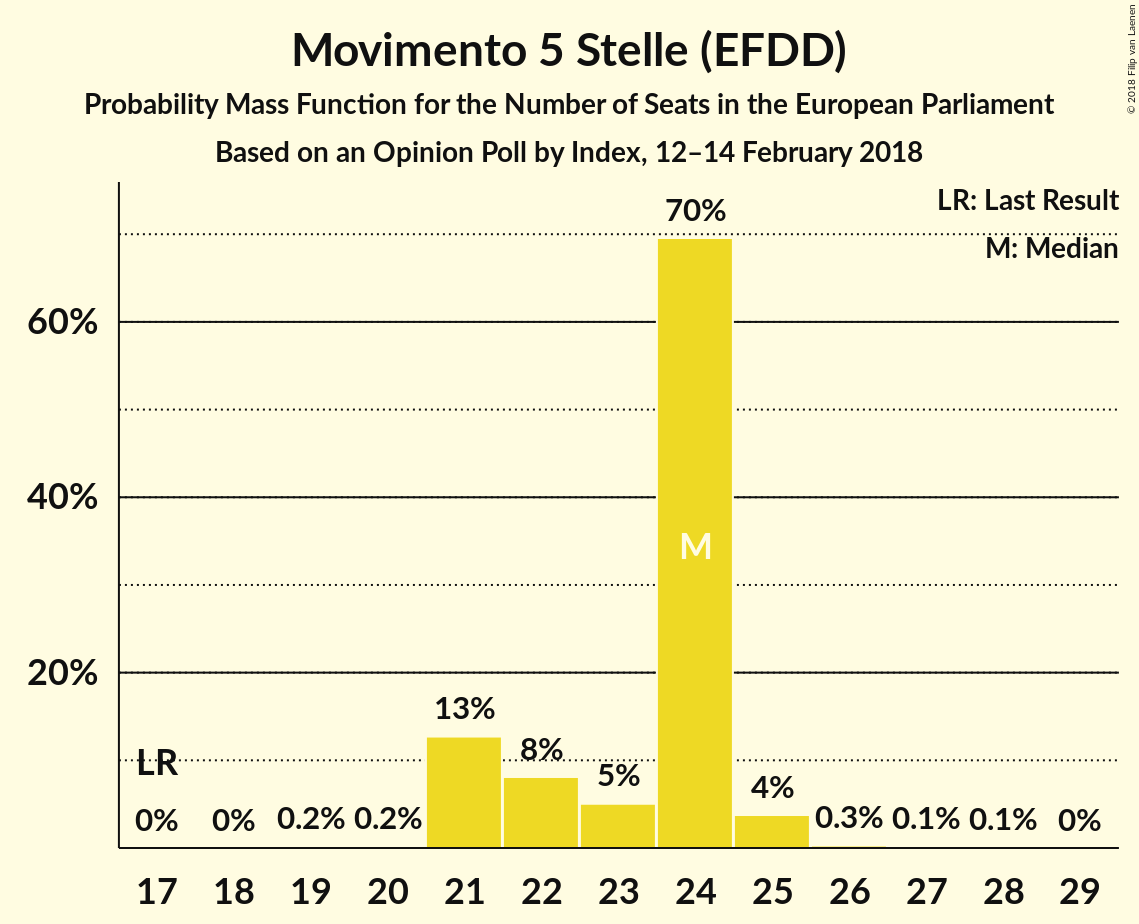 Movimento 5 Stelle (EFDD)
Probability Mass Function for the Number of Seats in the European Parliament
Based on an Opinion Poll by Index, 12–14 February 2018
© 2018 Filip van Laenen
LR: Last Result
M: Median
60%
40%
20%
LR
0%
0%
0.2%
0.2%
13%
8%
5%
70%
M
4%
0.3%
0.1%
0.1%
0%
17 18 19 20 21 22 23 24 25 26 27 28 29